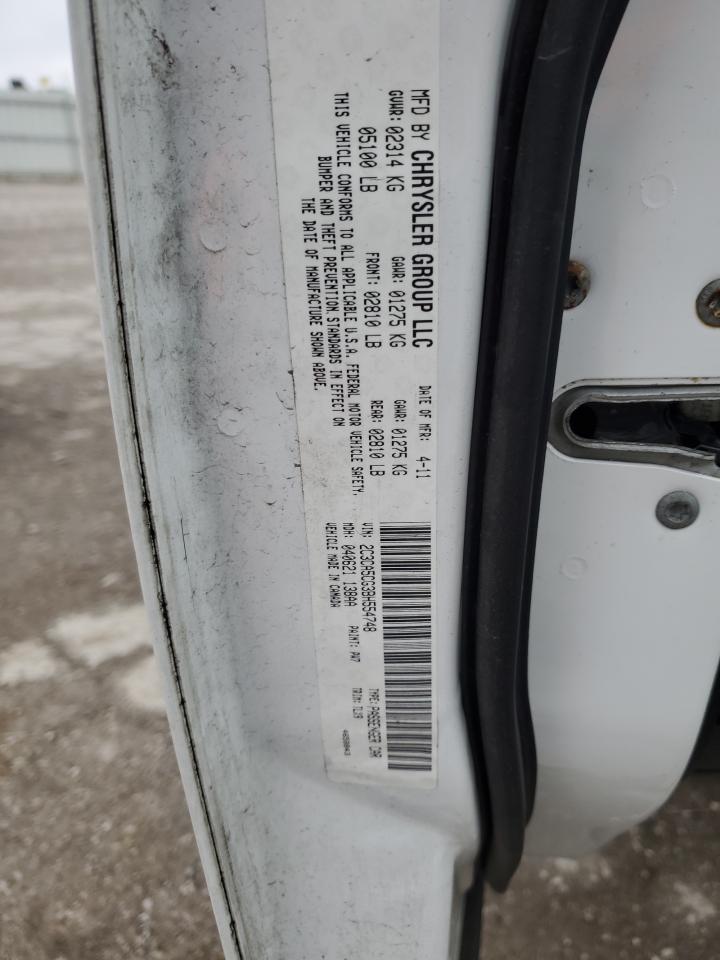 MFD BY CHRYSLER GROUP LLC
DATE OF MFR: 4-11
GVWR: 02314 KG
GAWR: 01275 KG
GAWR: 01275 KG
05100 LB
FRONT: 02810 LB
REAR: 02810 LB
THIS VEHICLE CONFORMS TO ALL APPLICABLE U.S.A. FEDERAL MOTOR VEHICLE SAFETY,
BUMPER AND THEFT PREVENTION STANDARDS IN EFFECT ON
THE DATE OF MANUFACTURE SHOWN ABOVE.
VIN: 2C3CA5CG3BH554748
TYPE: PASSENGER CAR
MDH: 040621 138AA
PAINT: PW7
TRIM: TLX9
VEHICLE MADE IN CANADA